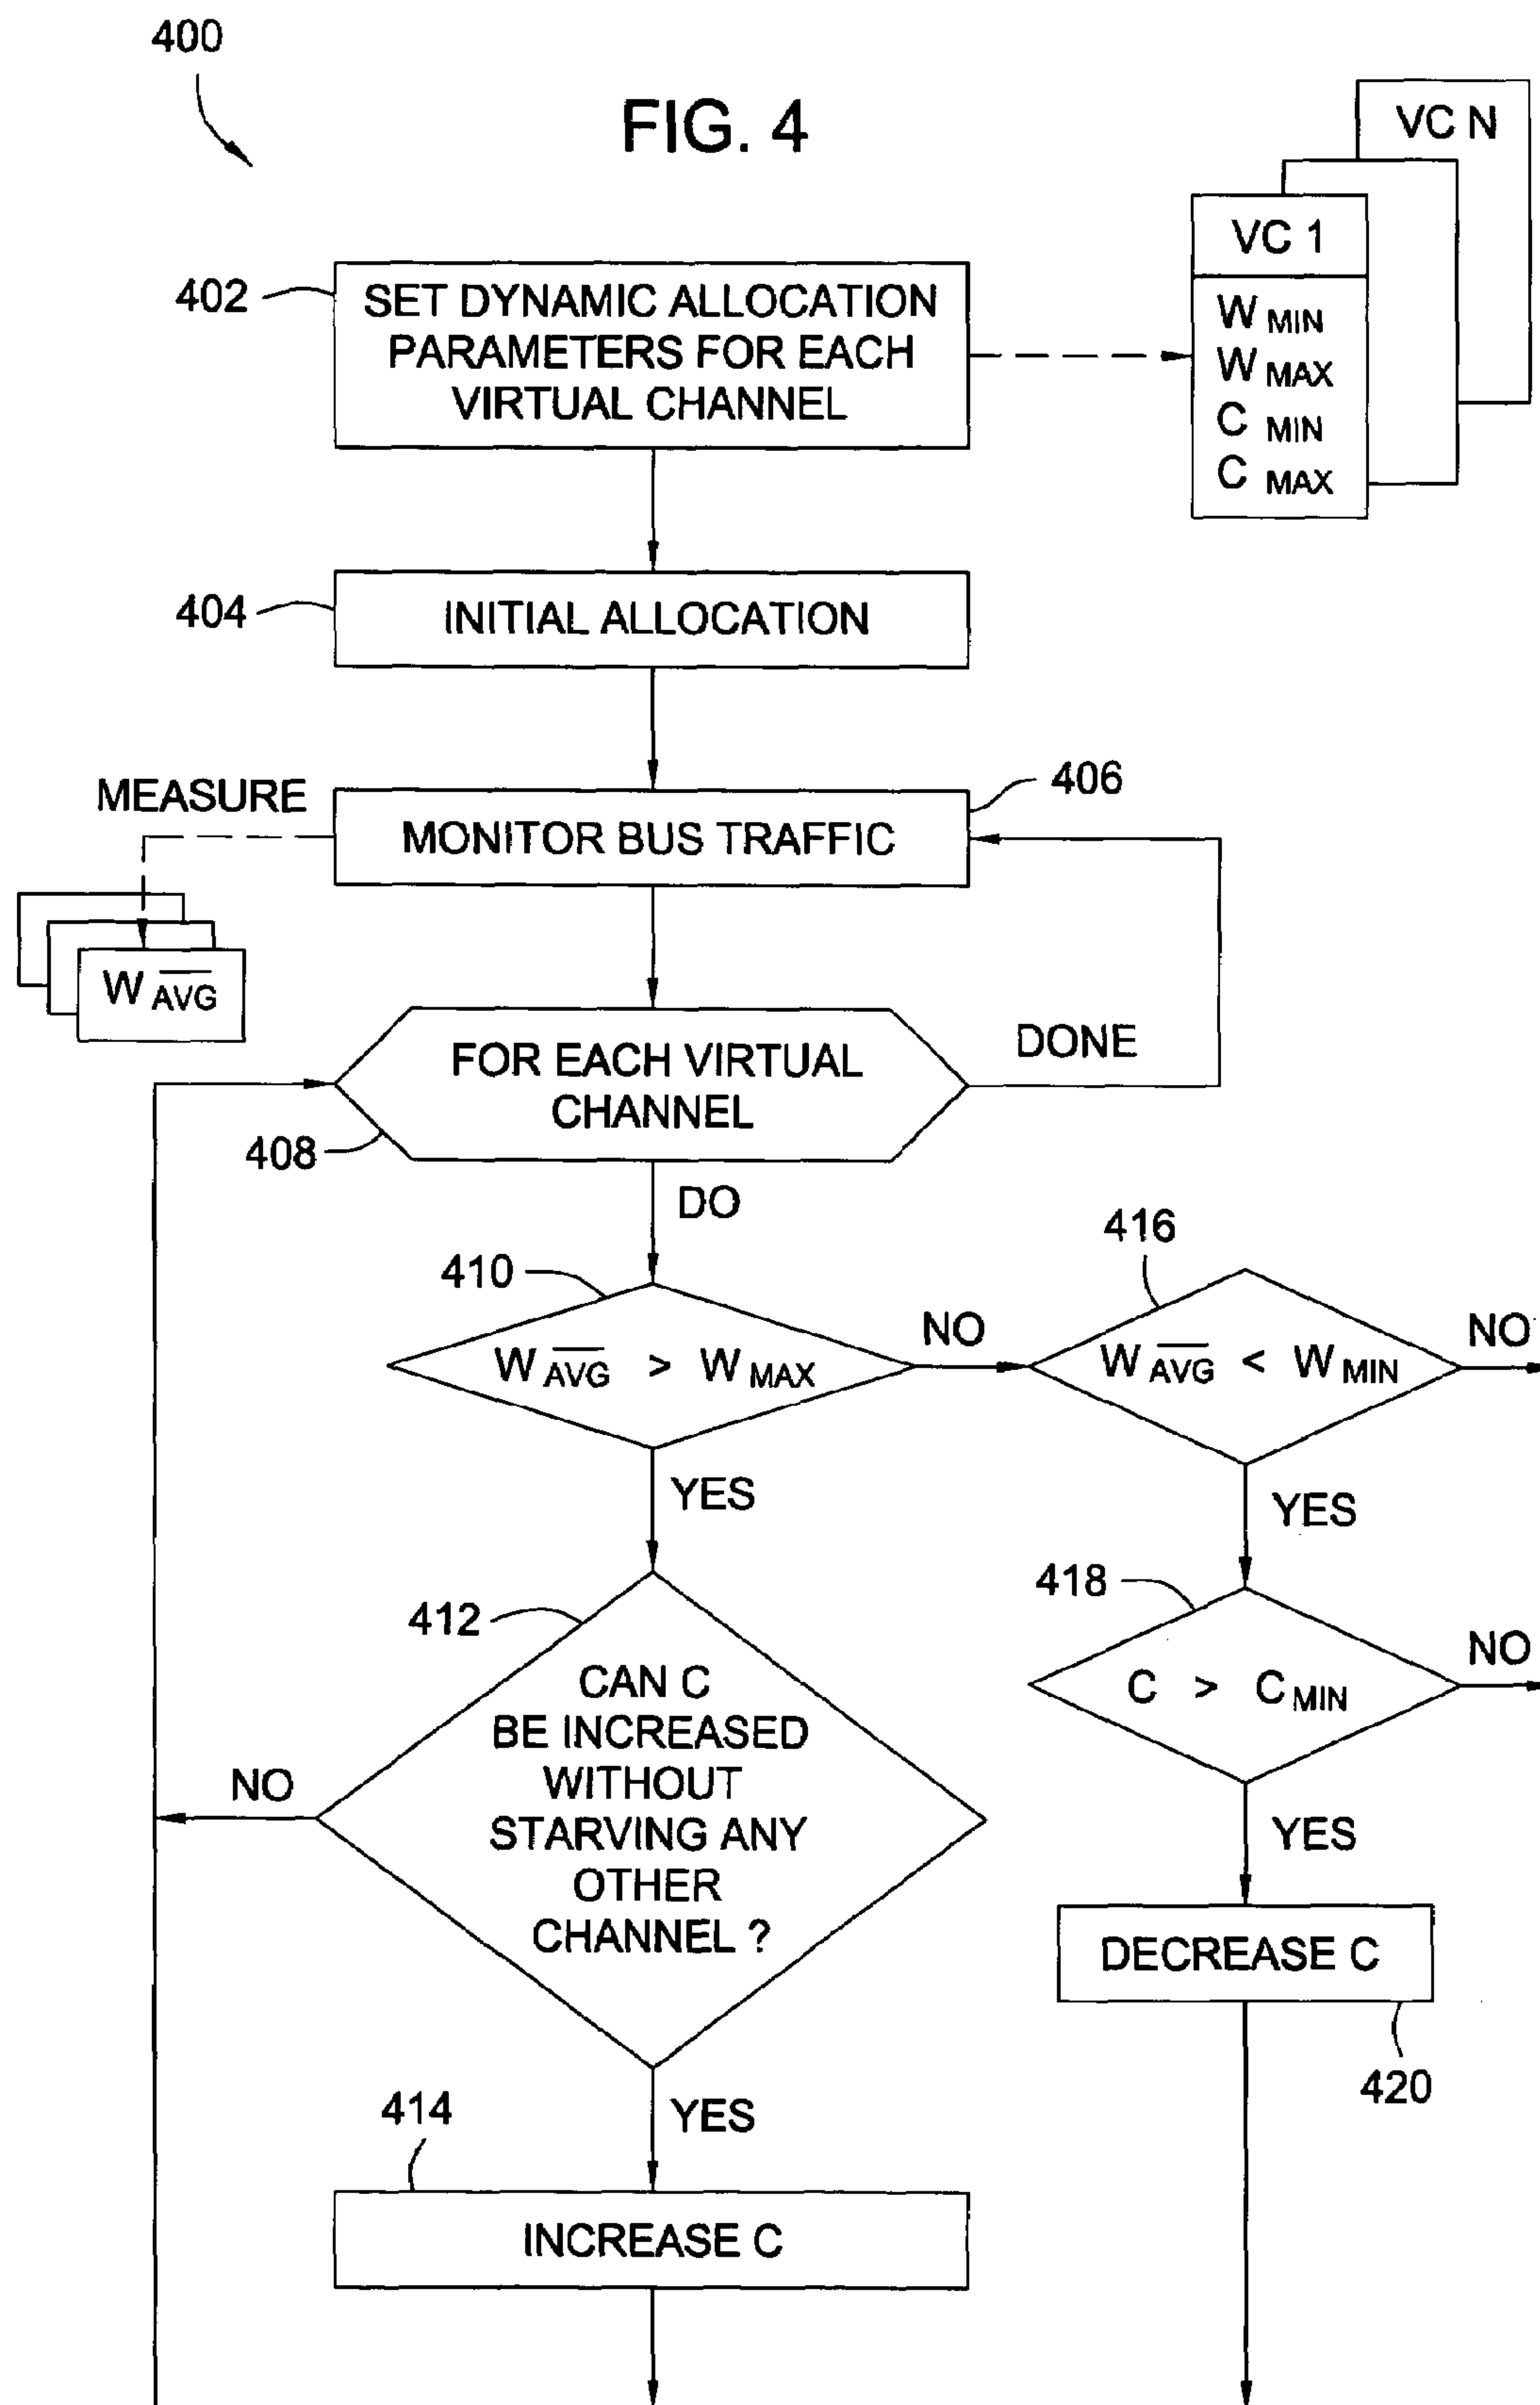 400
FIG. 4
VC N
VC 1
W MIN
W MAX
C MIN
C MAX
402
SET DYNAMIC ALLOCATION
PARAMETERS FOR EACH
VIRTUAL CHANNEL
404
INITIAL ALLOCATION
MEASURE
406
MONITOR BUS TRAFFIC
W AVG
FOR EACH VIRTUAL
CHANNEL
DONE
408
DO
410
416
W AVG > W MAX
NO
W AVG < W MIN
NO
YES
YES
412
418
CAN C
BE INCREASED
WITHOUT
STARVING ANY
OTHER
CHANNEL ?
NO
C > C MIN
NO
YES
DECREASE C
420
YES
414
INCREASE C